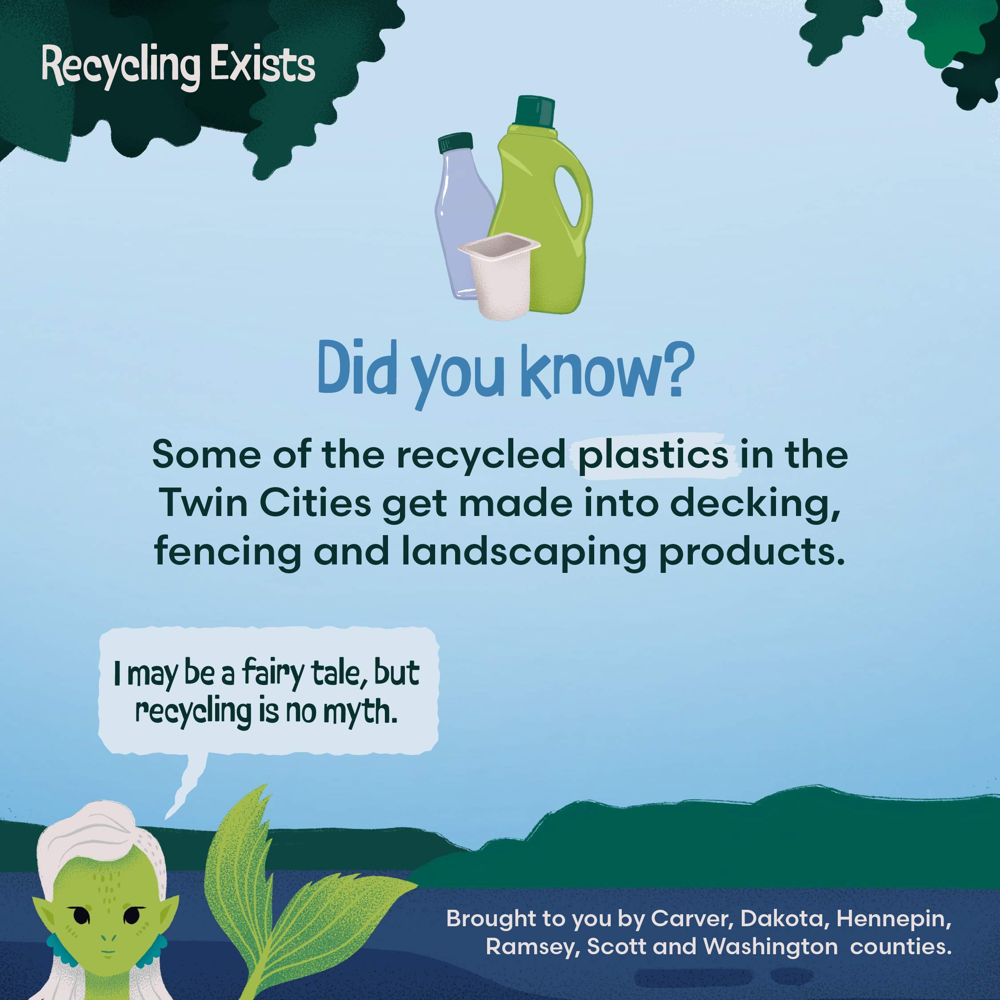 Recycling Exists
Did you know?
Some of the recycled plastics in the
Twin Cities get made into decking,
fencing and landscaping products.
I may be a fairy tale, but
recycling is no myth.
Brought to you by Carver, Dakota, Hennepin,
Ramsey, Scott and Washington  counties.